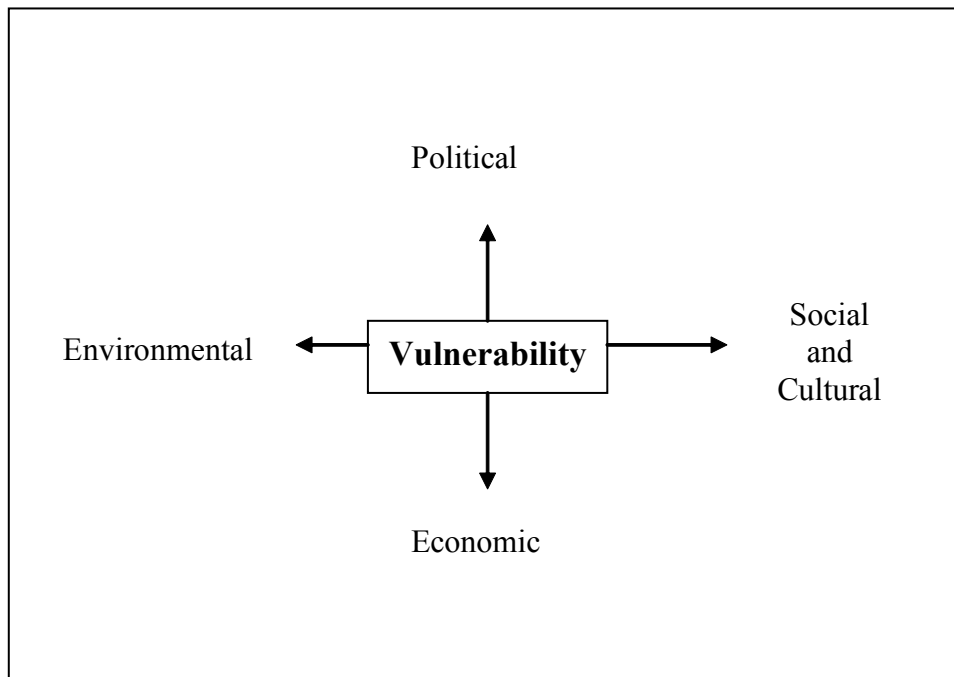 Political
Environmental
Vulnerability
Social
and
Cultural
Economic